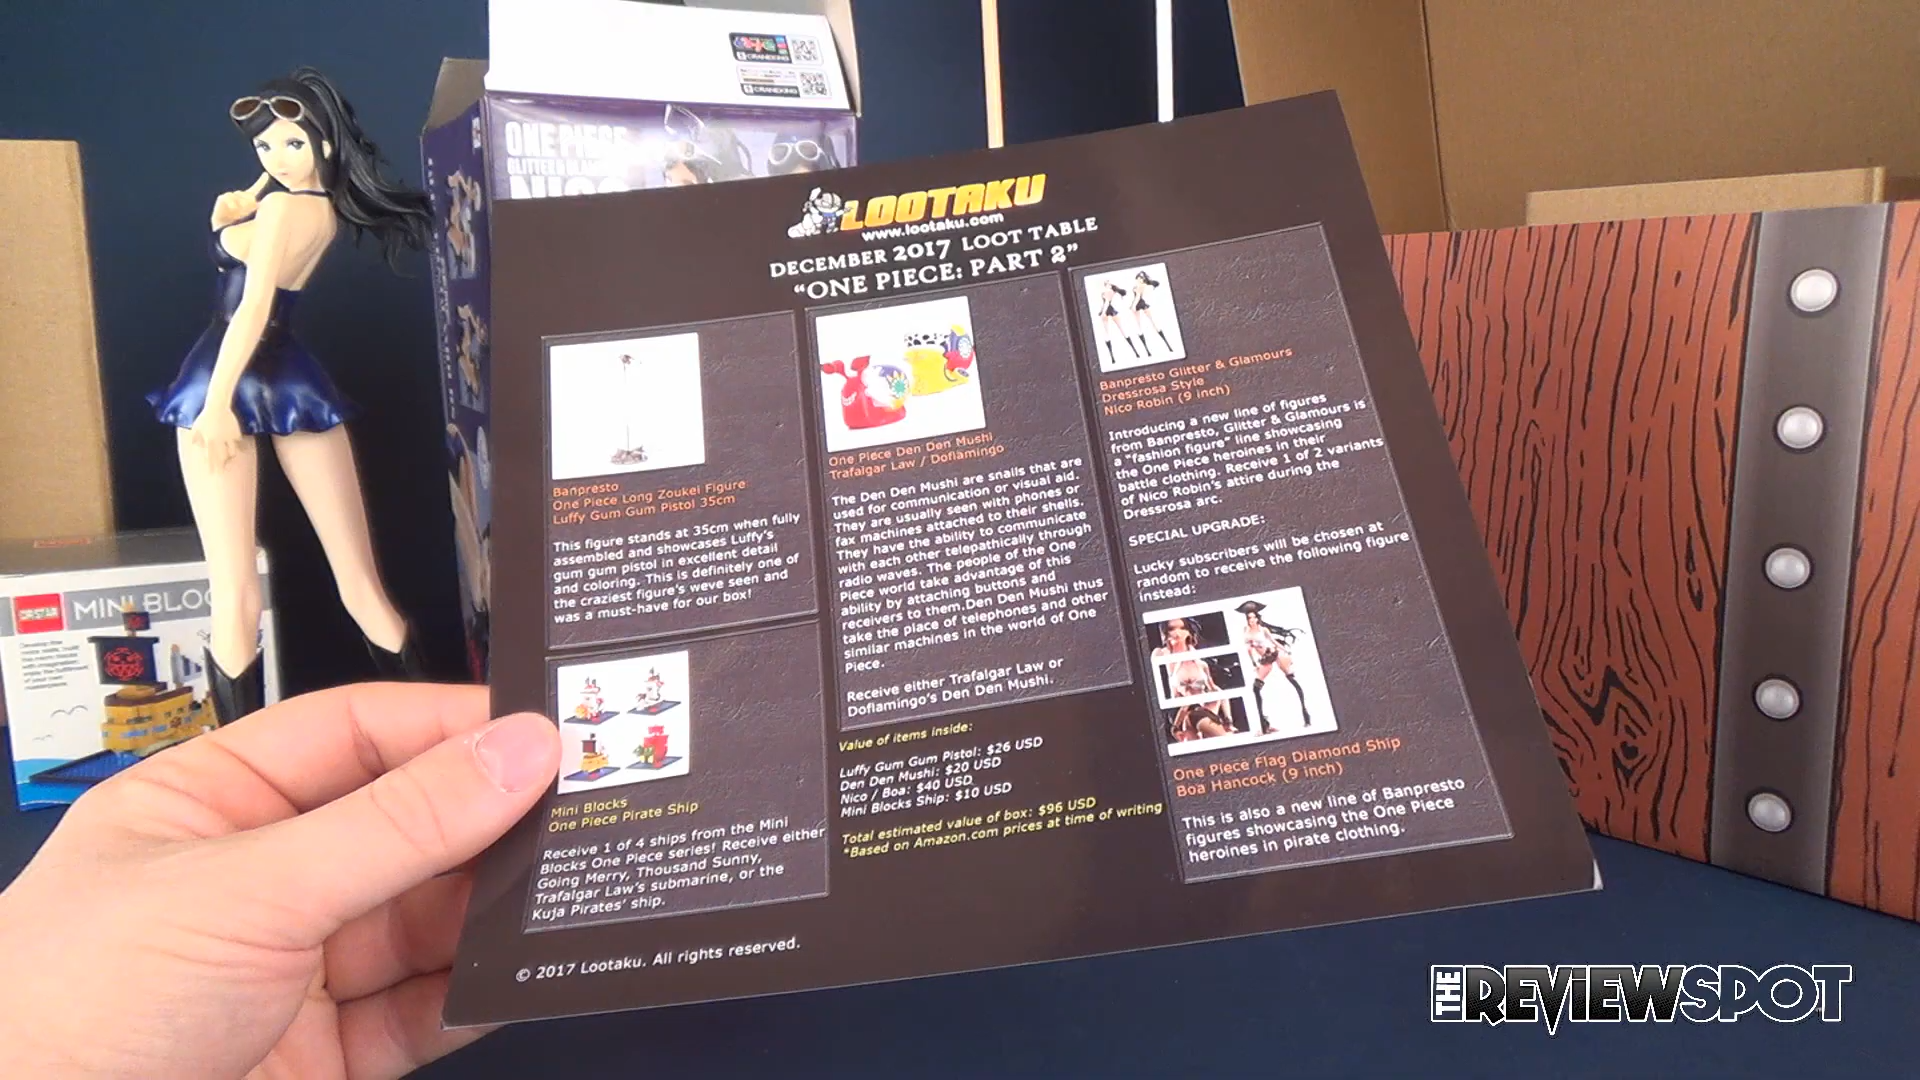 CRANEKING
CRANEKING
ONE PIECE
GLITTER & GLAM
NICO
MINI BLOC
LOOTAKU
www.lootaku.com
DECEMBER 2017 LOOT TABLE
“ONE PIECE: PART 2”
Banpresto
One Piece Long Zoukei Figure
Luffy Gum Gum Pistol 35cm
This figure stands at 35cm when fully
assembled and showcases Luffy's
gum gum pistol in excellent detail
and coloring. This is definitely one of
the craziest figure's weve seen and
was a must-have for our box!
Mini Blocks
One Piece Pirate Ship
Receive 1 of 4 ships from the Mini
Blocks One Piece series! Receive either
Going Merry, Thousand Sunny,
Trafalgar Law's submarine, or the
Kuja Pirates' ship.
One Piece Den Den Mushi
Trafalgar Law / Doflamingo
The Den Den Mushi are snails that are
used for communication or visual aid.
They are usually seen with phones or
fax machines attached to their shells.
They have the ability to communicate
with each other telepathically through
radio waves. The people of the One
Piece world take advantage of this
ability by attaching buttons and
receivers to them.Den Den Mushi thus
take the place of telephones and other
similar machines in the world of One
Piece.
Receive either Trafalgar Law or
Doflamingo's Den Den Mushi.
Value of items inside:
Luffy Gum Gum Pistol: $26 USD
Den Den Mushi: $20 USD
Nico / Boa: $40 USD
Mini Blocks Ship: $10 USD
Total estimated value of box: $96 USD
*Based on Amazon.com prices at time of writing
Banpresto Glitter & Glamours
Dressrosa Style
Nico Robin (9 inch)
Introducing a new line of figures
from Banpresto, Glitter & Glamours is
a “fashion figure” line showcasing
the One Piece heroines in their
battle clothing. Receive 1 of 2 variants
of Nico Robin's attire during the
Dressrosa arc.
SPECIAL UPGRADE:
Lucky subscribers will be chosen at
random to receive the following figure
instead:
One Piece Flag Diamond Ship
Boa Hancock (9 inch)
This is also a new line of Banpresto
figures showcasing the One Piece
heroines in pirate clothing.
© 2017 Lootaku. All rights reserved.
THE REVIEWSPOT